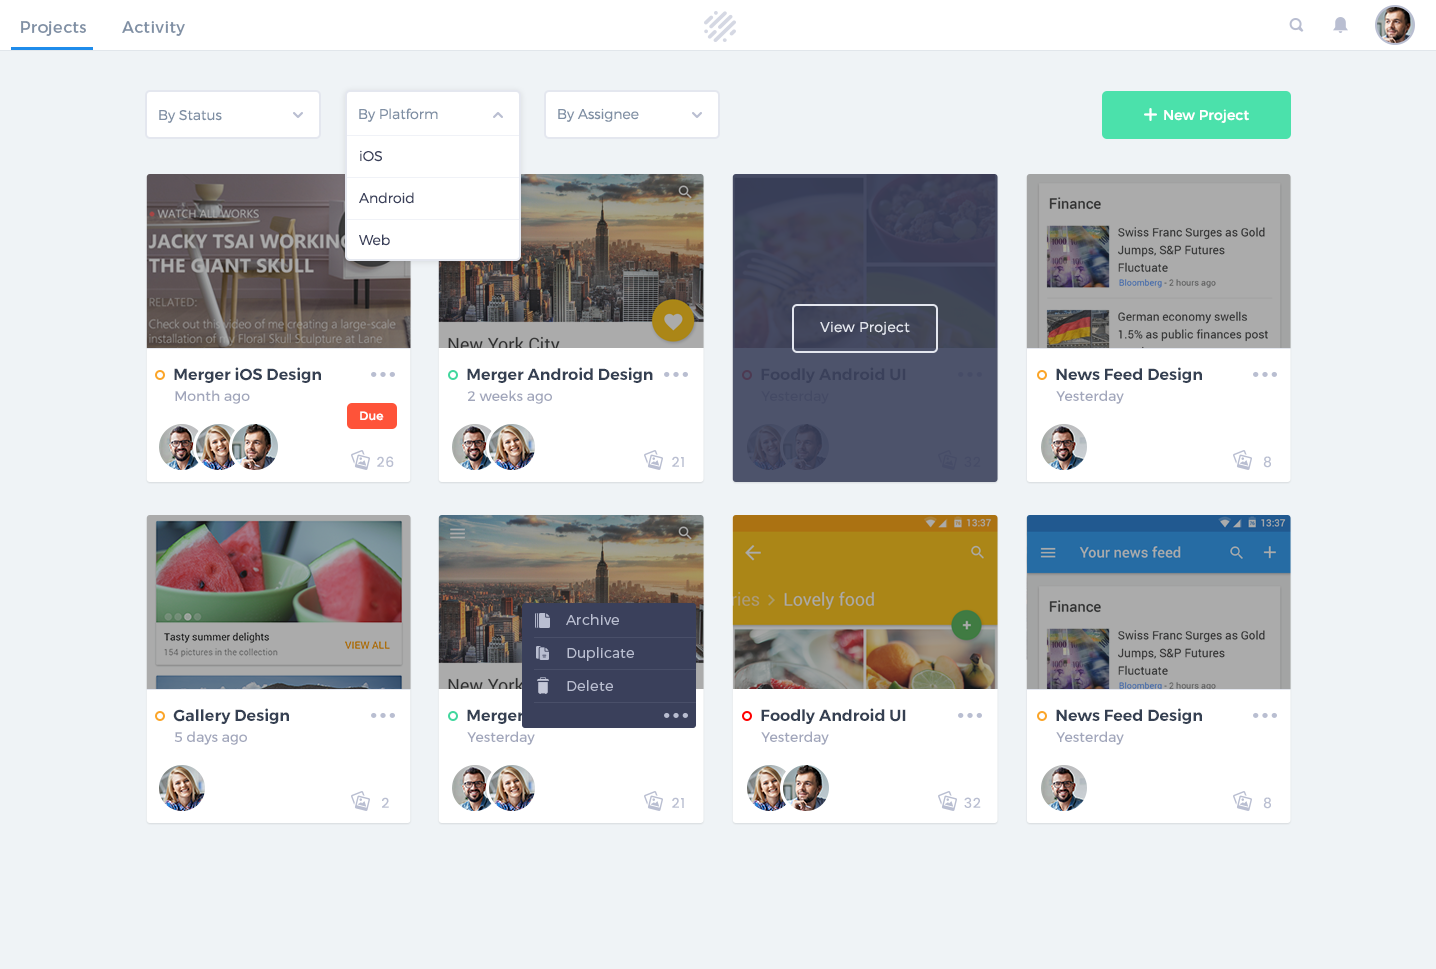 Projects
Activity
By Status
By Platform
By Assignee
+ New Project
iOS
Android
Web
WATCH ALL WORKS
JACKY TSAI WORKING
THE GIANT SKULL
RELATED:
Check out this video of me creating a large-scale
installation of my Floral Skull Sculpture at Lane
Merger iOS Design
Month ago
Due
26
New York City
Merger Android Design
2 weeks ago
21
View Project
Foodly Android UI
Yesterday
32
Finance
Swiss Franc Surges as Gold
Jumps, S&P Futures
Fluctuate
Bloomberg - 2 hours ago
German economy swells
1.5% as public finances post
News Feed Design
Yesterday
8
Tasty summer delights
154 pictures in the collection
VIEW ALL
Gallery Design
5 days ago
2
New York
Archive
Duplicate
Delete
Merger
Yesterday
21
13:37
ries > Lovely food
Foodly Android UI
Yesterday
32
13:37
Your news feed
Finance
Swiss Franc Surges as Gold
Jumps, S&P Futures
Fluctuate
Bloomberg - 2 hours ago
News Feed Design
Yesterday
8